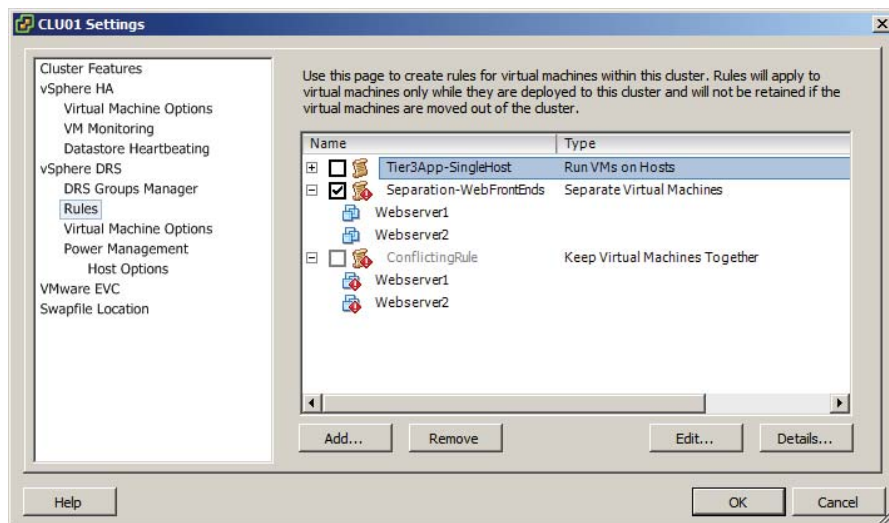 CLU01 Settings
Cluster Features
vSphere HA
Virtual Machine Options
VM Monitoring
Datastore Heartbeating
vSphere DRS
DRS Groups Manager
Rules
Virtual Machine Options
Power Management
Host Options
VMware EVC
Swapfile Location
Use this page to create rules for virtual machines within this cluster. Rules will apply to
virtual machines only while they are deployed to this cluster and will not be retained if the
virtual machines are moved out of the cluster.
Name Type
Tier3App-SingleHost Run VMs on Hosts
Separation-WebFrontEnds Separate Virtual Machines
Webserver1
Webserver2
ConflictingRule Keep Virtual Machines Together
Webserver1
Webserver2
Add... Remove Edit... Details...
Help OK Cancel